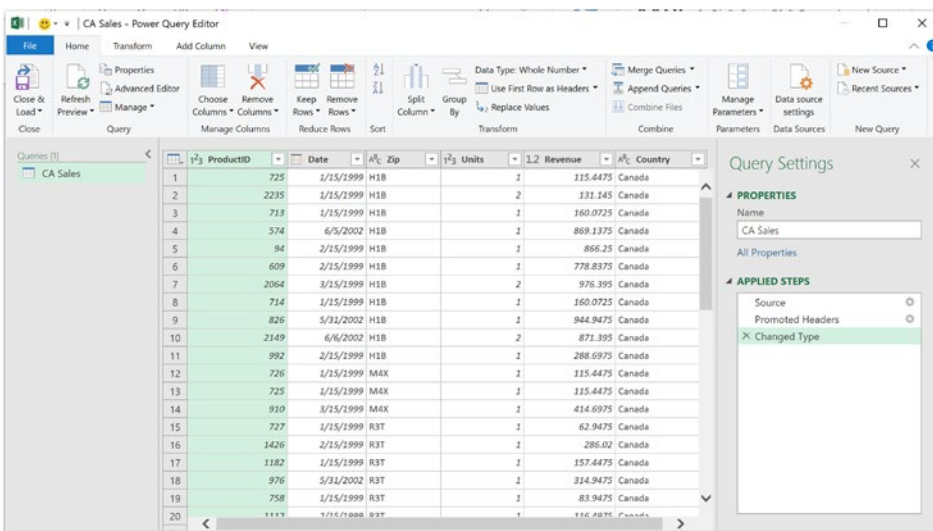 CA Sales - Power Query Editor
File Home Transform Add Column View
Close & Load
Refresh Preview
Properties
Advanced Editor
Manage
Choose Columns
Remove Columns
Keep Rows
Remove Rows
Split Column
Group By
Data Type: Whole Number
Use First Row as Headers
Replace Values
Merge Queries
Append Queries
Combine Files
Manage Parameters
Data source settings
New Source
Recent Sources
Close Query Manage Columns Reduce Rows Sort Transform Combine Parameters Data Sources New Query
Queries [1]
CA Sales
ProductID Date Zip Units Revenue Country
1 725 1/15/1999 H1B 1 115.4475 Canada
2 2235 1/15/1999 H1B 2 131.145 Canada
3 713 1/15/1999 H1B 1 160.0725 Canada
4 574 6/5/2002 H1B 1 869.1375 Canada
5 94 2/15/1999 H1B 1 866.25 Canada
6 609 2/15/1999 H1B 1 778.8375 Canada
7 2064 3/15/1999 H1B 2 976.395 Canada
8 714 1/15/1999 H1B 1 160.0725 Canada
9 826 5/31/2002 H1B 1 944.9475 Canada
10 2149 6/6/2002 H1B 2 871.395 Canada
11 992 2/15/1999 H1B 1 288.6975 Canada
12 726 1/15/1999 M4X 1 115.4475 Canada
13 725 1/15/1999 M4X 1 115.4475 Canada
14 910 3/15/1999 M4X 1 414.6975 Canada
15 727 1/15/1999 R3T 1 62.9475 Canada
16 1426 2/15/1999 R3T 1 286.02 Canada
17 1182 1/15/1999 R3T 1 157.4475 Canada
18 976 5/31/2002 R3T 1 314.9475 Canada
19 758 1/15/1999 R3T 1 83.9475 Canada
20
Query Settings
PROPERTIES
Name
CA Sales
All Properties
APPLIED STEPS
Source
Promoted Headers
Changed Type